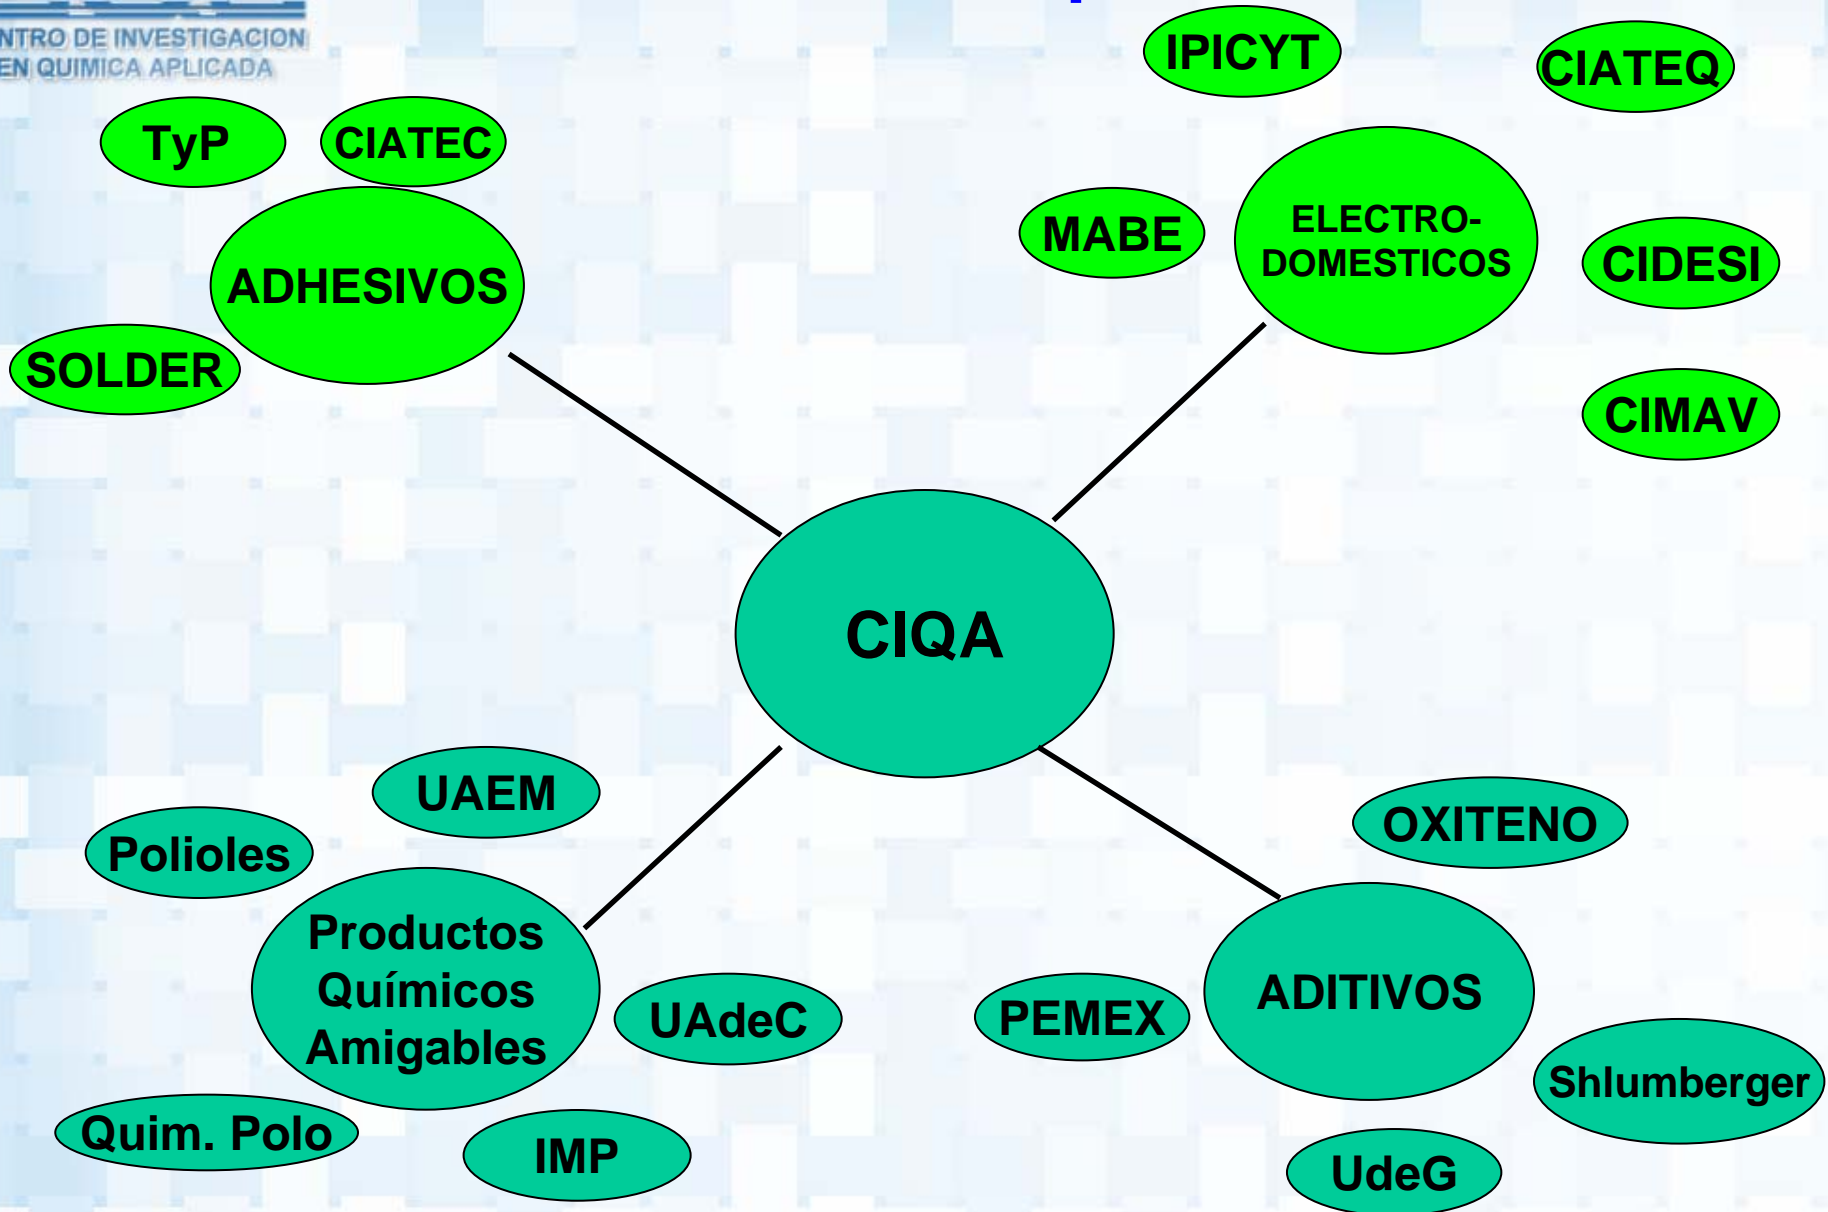 EN QUIMICA APLICADA
DE INVESTIGACION
IPICYT
CIATEQ
TyP
CIATEC
MABE
ELECTRO-
DOMESTICOS
ADHESIVOS
CIDESI
SOLDER
CIMAV
CIQA
UAEM
OXITENO
Polioles
Productos
Químicos
Amigables
UAdeC
PEMEX
ADITIVOS
Shlumberger
Quim. Polo
IMP
UdeG